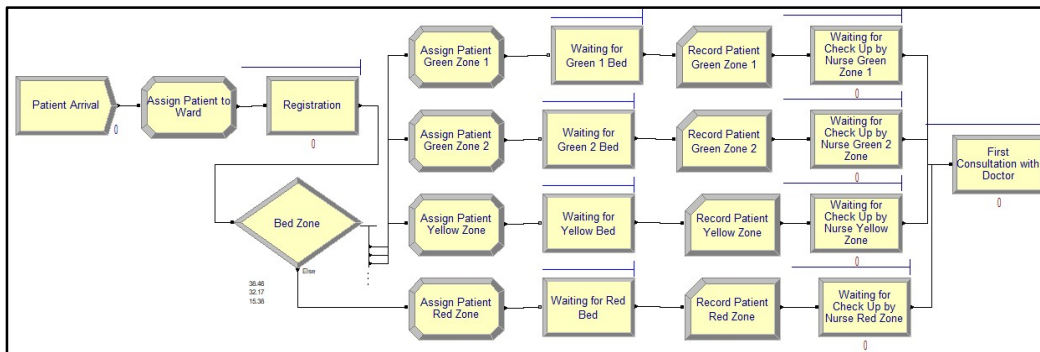 Patient Arrival
0
Assign Patient to
Ward
Registration
0
Bed Zone
Else
38.46
32.17
15.38
Assign Patient
Green Zone 1
Waiting for
Green 1 Bed
Record Patient
Green Zone 1
Waiting for
Check Up by
Nurse Green
Zone 1
0
Assign Patient
Green Zone 2
Waiting for
Green 2 Bed
Record Patient
Green Zone 2
Waiting for
Check Up by
Nurse Green 2
Zone
0
Assign Patient
Yellow Zone
Waiting for
Yellow Bed
Record Patient
Yellow Zone
Waiting for
Check Up by
Nurse Yellow
Zone
0
Assign Patient
Red Zone
Waiting for Red
Bed
Record Patient
Red Zone
Waiting for
Check Up by
Nurse Red Zone
0
First
Consultation with
Doctor
0